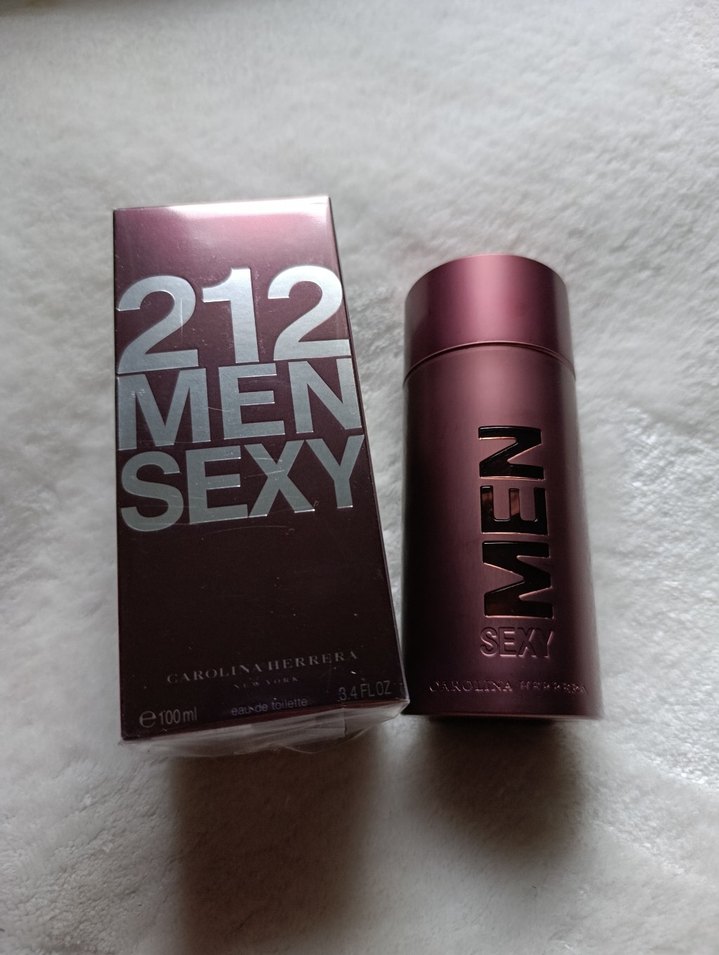 212
MEN
SEXY
CAROLINA HERRERA
NEW YORK
℮100ml
eau de toilette
3.4 FL OZ
MEN
SEXY
CAROLINA HERRERA